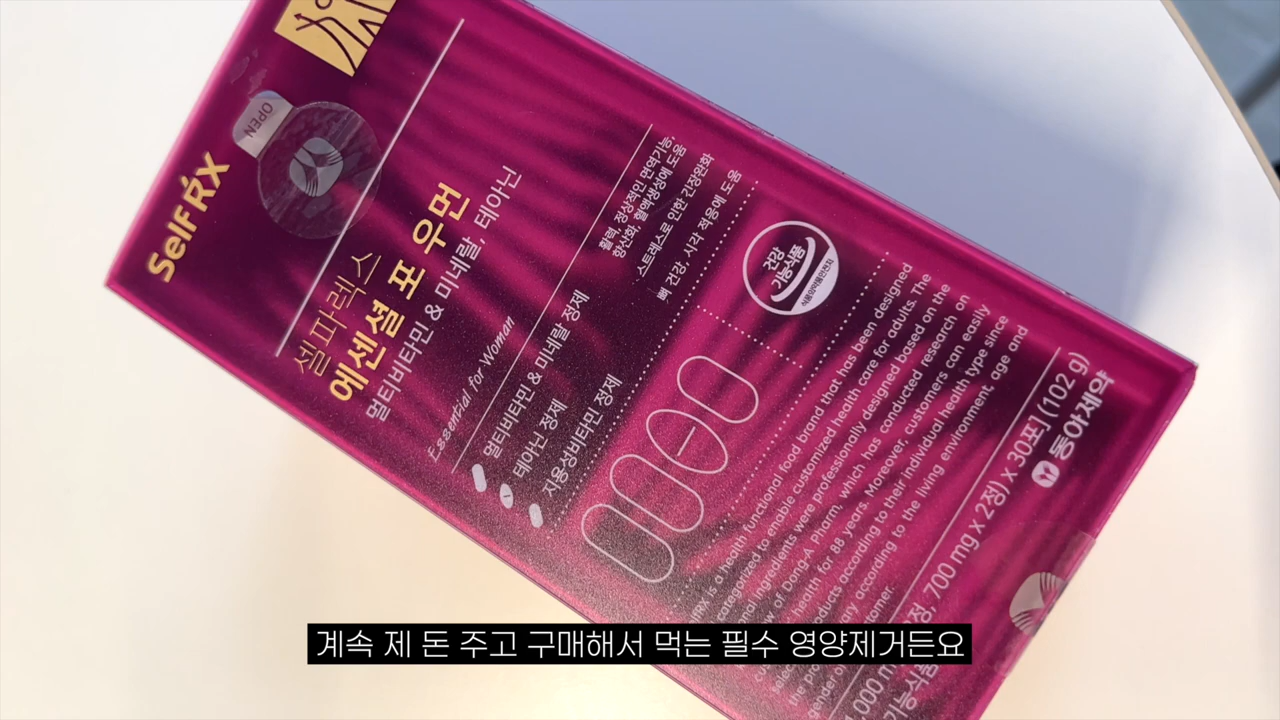 OPEN
SelfRX
셀파렉스
에센셜 포 우먼
멀티비타민 & 미네랄, 테아닌
Essential for Woman
멀티비타민 & 미네랄 정제
활력, 정상적인 면역기능,
항산화, 혈액생성에 도움
테아닌 정제
스트레스로 인한 긴장완화
지용성비타민 정제
뼈 건강, 시각 적응에 도움
건강
기능식품
식품의약품안전처
is a health functional food brand that has been designed
categorized to enable customized health care for adults. The
ingredients were professionally designed based on the
of Dong-A Pharm, which has conducted research on
health for 88 years. Moreover, customers can easily
products according to their individual health type since
according to the living environment, age and
gender
700 mg x 2정) x 30포] (102 g)
동아제약
계속 제 돈 주고 구매해서 먹는 필수 영양제거든요